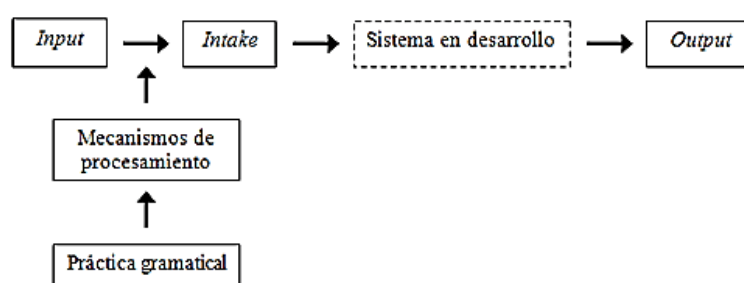 Input
Intake
Sistema en desarrollo
Output
Mecanismos de
procesamiento
Práctica gramatical